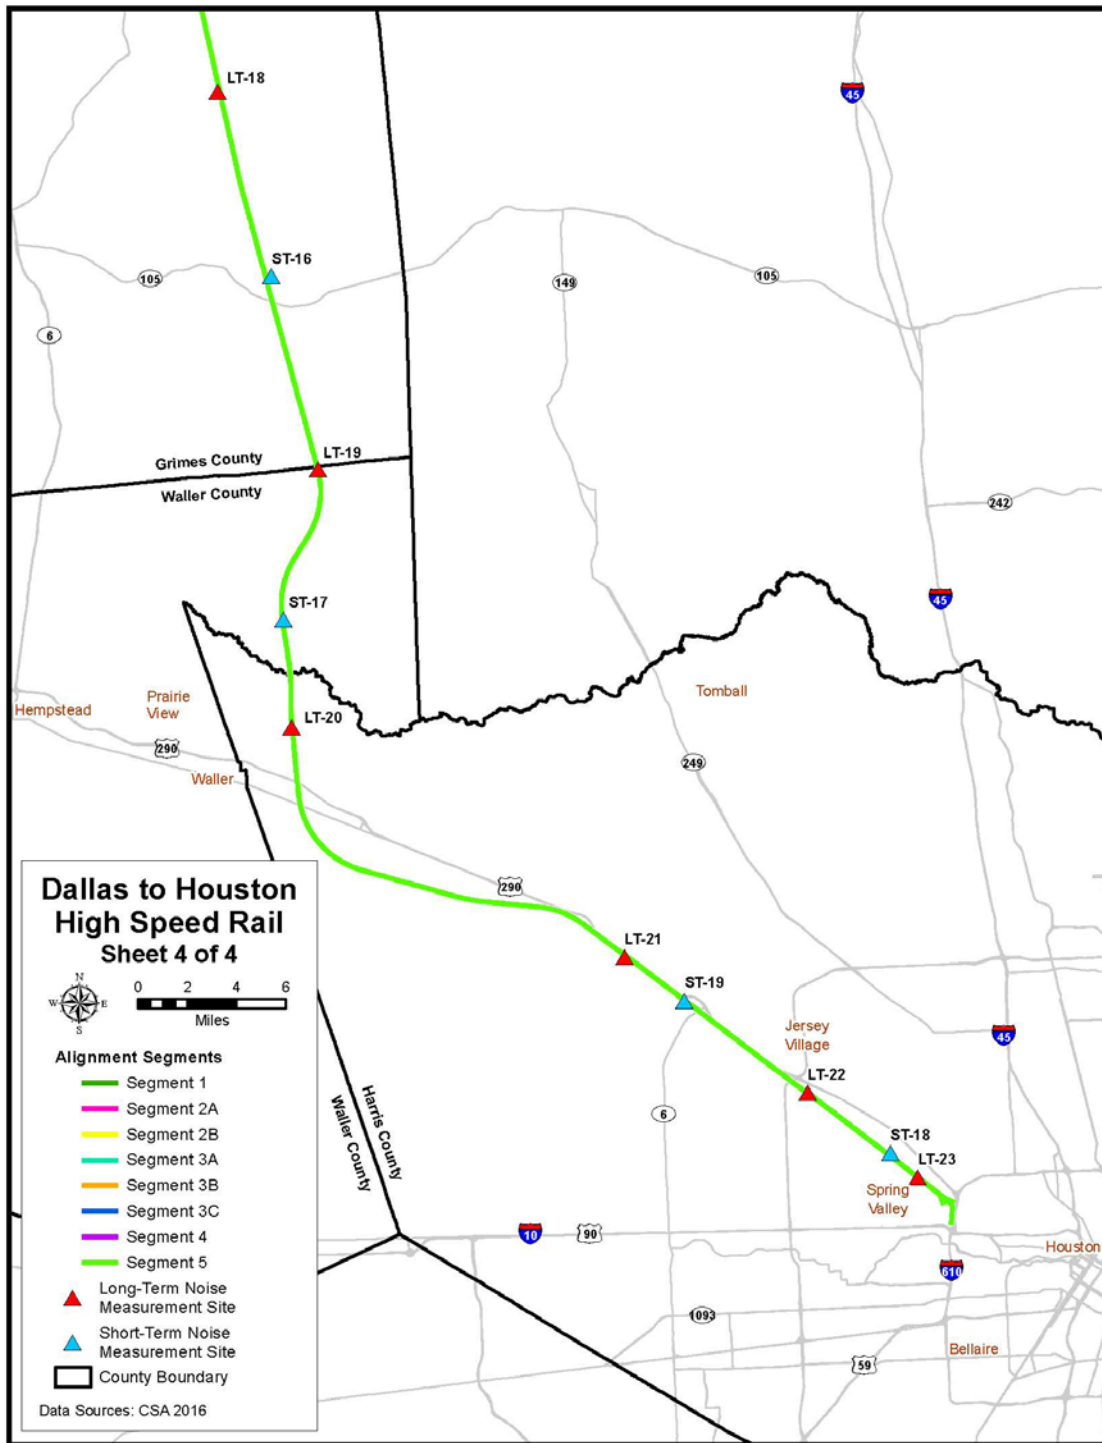 LT-18
45
ST-16
105
149
105
6
LT-19
Grimes County
Waller County
242
45
ST-17
Tomball
Prairie
View
Hempstead
LT-20
290
249
Waller
290
LT-21
ST-19
Jersey
Village
45
LT-22
6
ST-18
LT-23
Harris County
Waller County
Spring
Valley
10
90
Houston
610
1093
Bellaire
59
Dallas to Houston
High Speed Rail
Sheet 4 of 4
N
W E
S
0 2 4 6
Miles
Alignment Segments
Segment 1
Segment 2A
Segment 2B
Segment 3A
Segment 3B
Segment 3C
Segment 4
Segment 5
Long-Term Noise
Measurement Site
Short-Term Noise
Measurement Site
County Boundary
Data Sources: CSA 2016